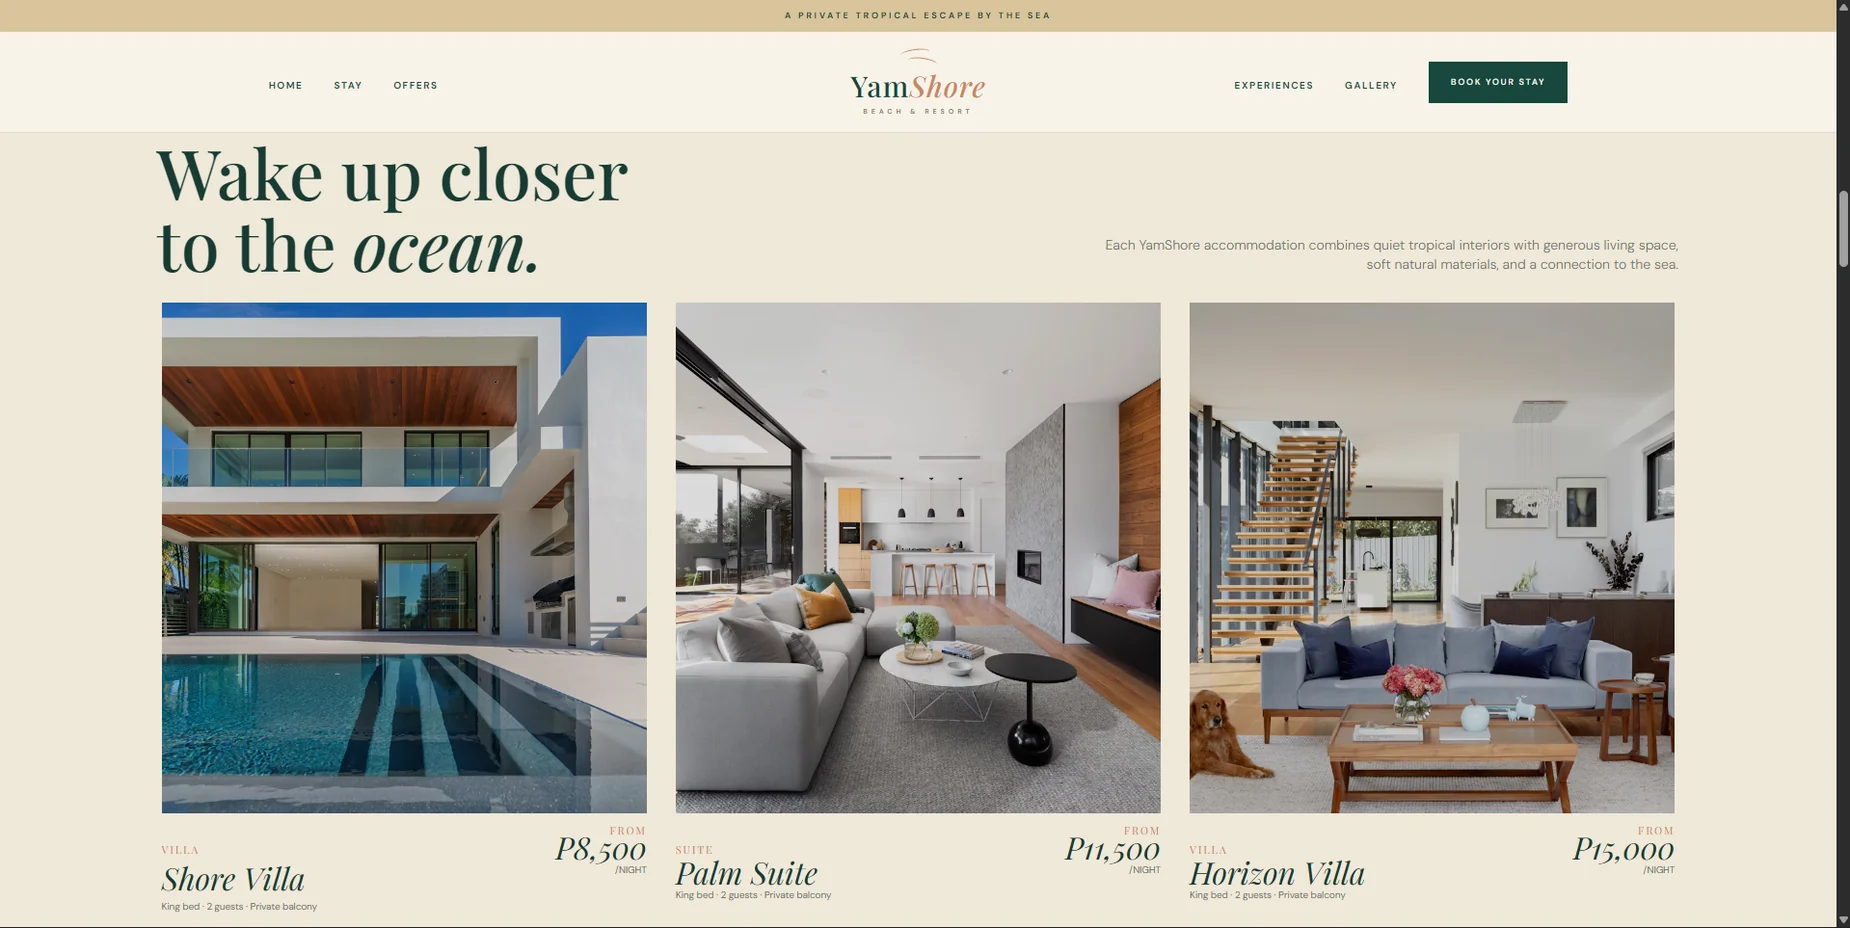 A PRIVATE TROPICAL ESCAPE BY THE SEA
HOME STAY OFFERS
YamShore
BEACH & RESORT
EXPERIENCES GALLERY BOOK YOUR STAY
Wake up closer
to the ocean.
Each YamShore accommodation combines quiet tropical interiors with generous living space,
soft natural materials, and a connection to the sea.
VILLA
Shore Villa
King bed · 2 guests · Private balcony
FROM
P8,500
/NIGHT
SUITE
Palm Suite
King bed · 2 guests · Private balcony
FROM
P11,500
/NIGHT
VILLA
Horizon Villa
King bed · 2 guests · Private balcony
FROM
P15,000
/NIGHT